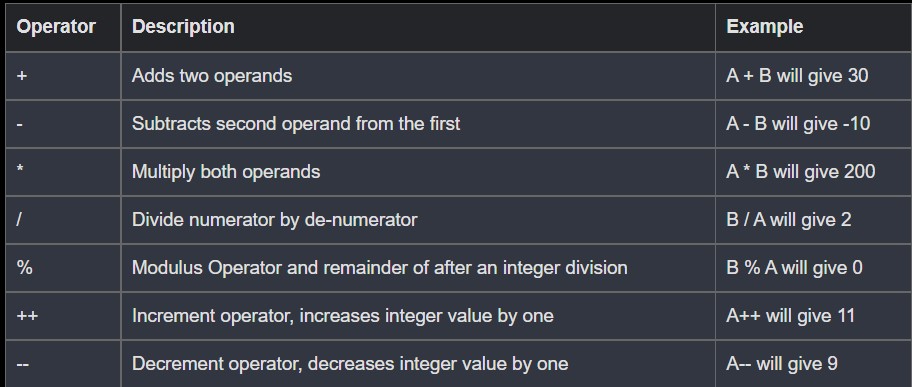 Operator Description Example
+ Adds two operands A + B will give 30
- Subtracts second operand from the first A - B will give -10
* Multiply both operands A * B will give 200
/ Divide numerator by de-numerator B / A will give 2
% Modulus Operator and remainder of after an integer division B % A will give 0
++ Increment operator, increases integer value by one A++ will give 11
-- Decrement operator, decreases integer value by one A-- will give 9